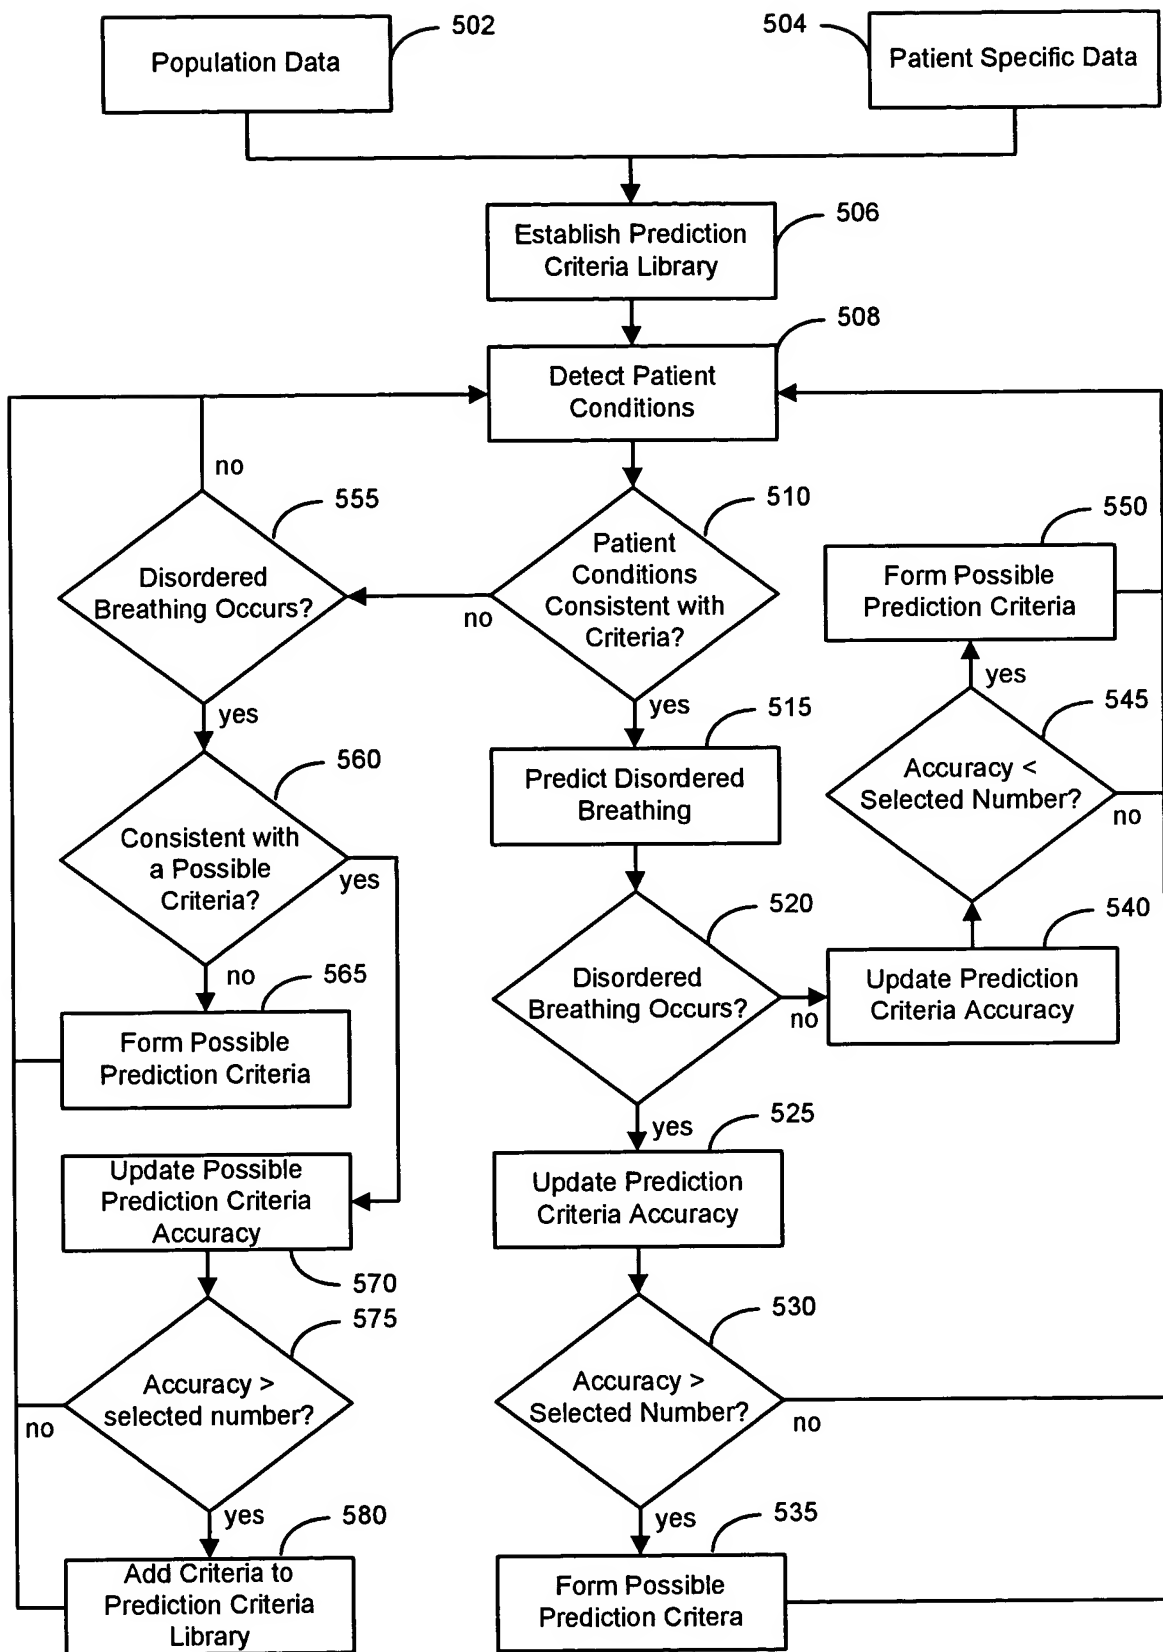 502
504
Population Data
Patient Specific Data
506
Establish Prediction
Criteria Library
508
Detect Patient
Conditions
no
555
Disordered
Breathing Occurs?
510
Patient
Conditions
Consistent with
Criteria?
no
550
Form Possible
Prediction Criteria
yes
yes
yes
515
Predict Disordered
Breathing
545
Accuracy <
Selected Number?
no
560
Consistent with
a Possible
Criteria?
yes
no
520
Disordered
Breathing Occurs?
no
540
Update Prediction
Criteria Accuracy
565
Form Possible
Prediction Criteria
yes
525
Update Prediction
Criteria Accuracy
Update Possible
Prediction Criteria
Accuracy
570
575
Accuracy >
selected number?
no
530
Accuracy >
Selected Number?
no
yes
580
Add Criteria to
Prediction Criteria
Library
yes
535
Form Possible
Prediction Critera